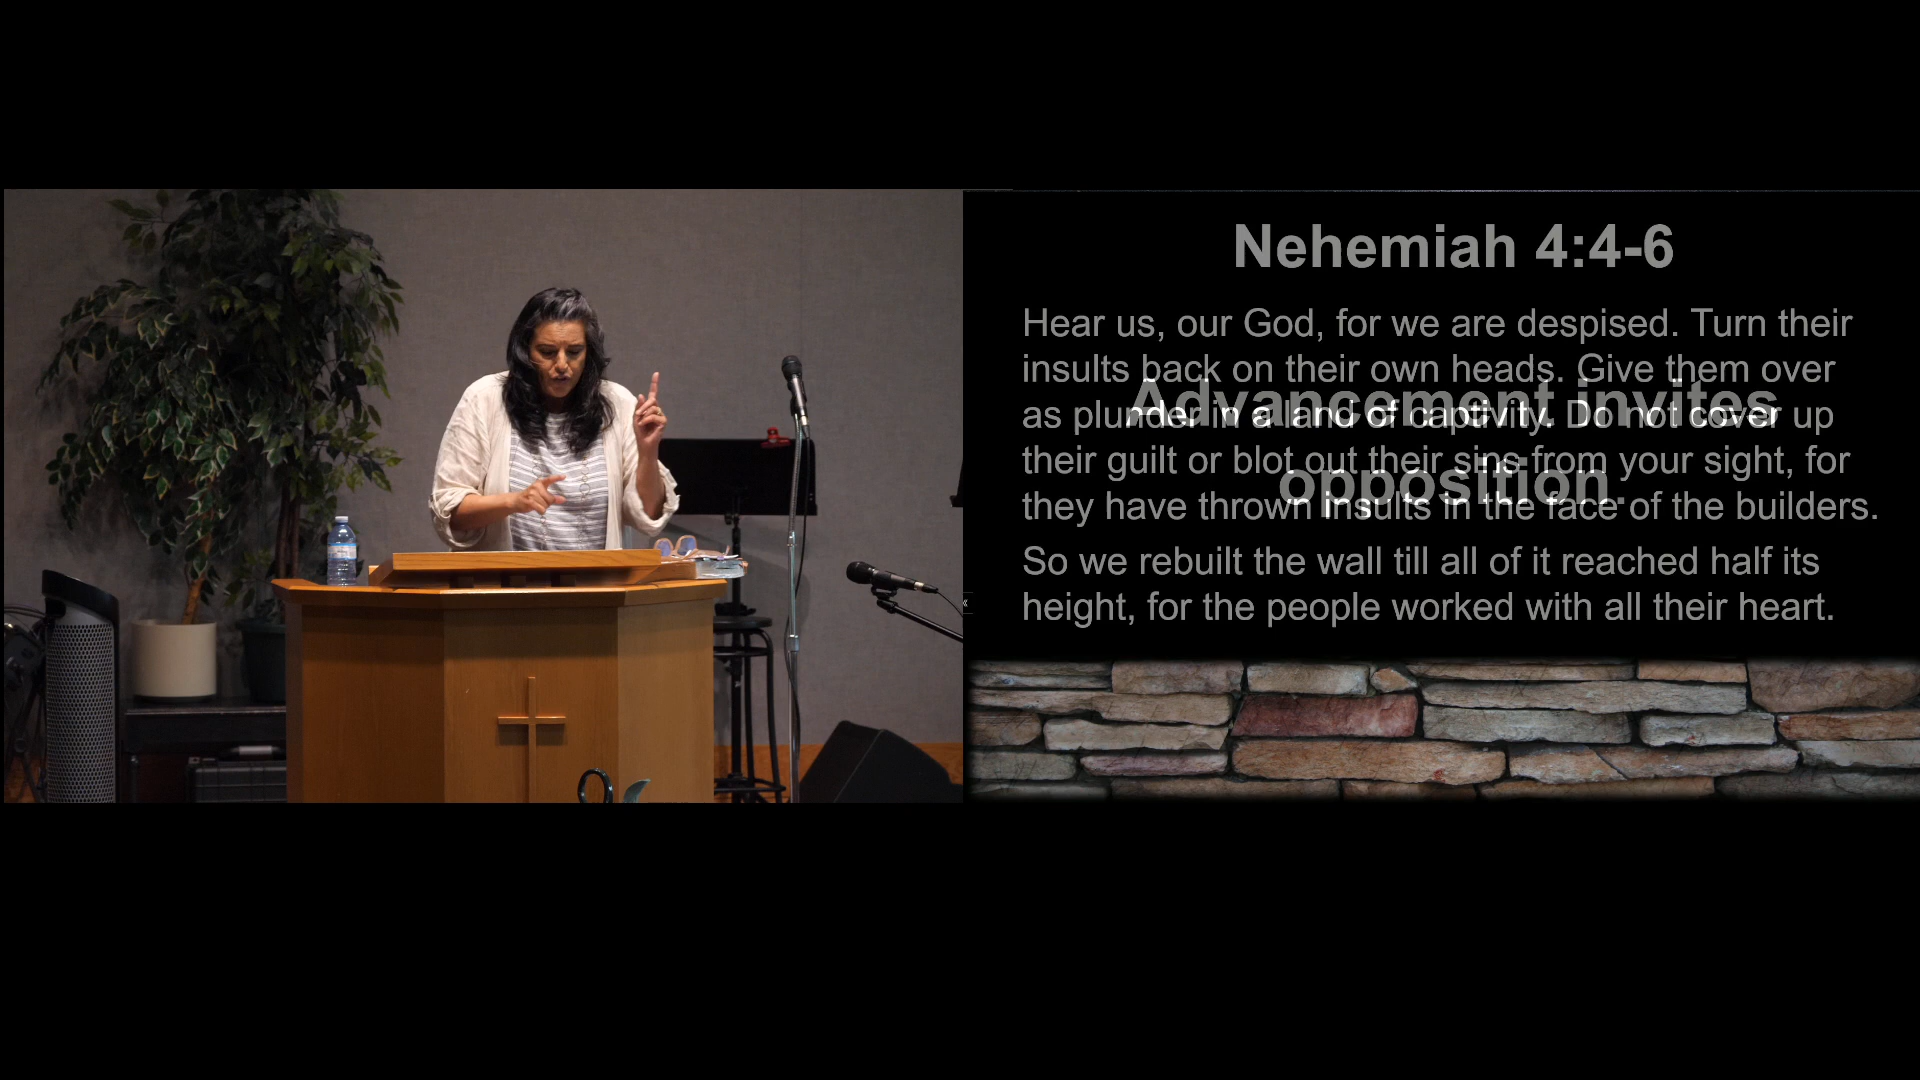 Nehemiah 4:4-6
Hear us, our God, for we are despised. Turn their
insults back on their own heads. Give them over
as plunder in a land of captivity. Do not cover up
their guilt or blot out their sins from your sight, for
they have thrown insults in the face of the builders.
So we rebuilt the wall till all of it reached half its
height, for the people worked with all their heart.
Advancement invites
opposition.